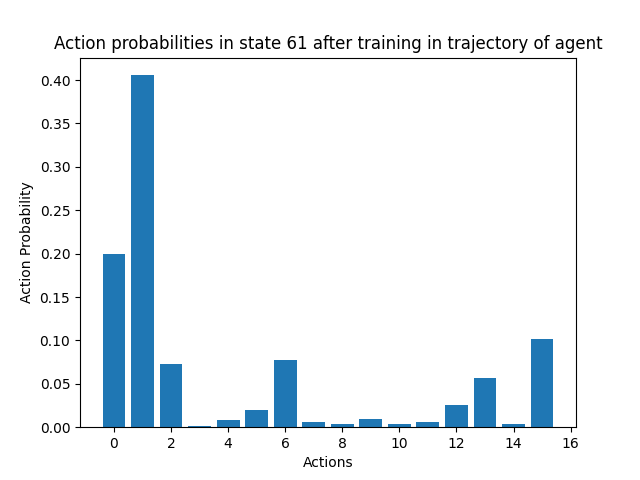 Action probabilities in state 61 after training in trajectory of agent
0.40
0.35
0.30
0.25
0.20
0.15
0.10
0.05
0.00
Action Probability
0 2 4 6 8 10 12 14 16
Actions